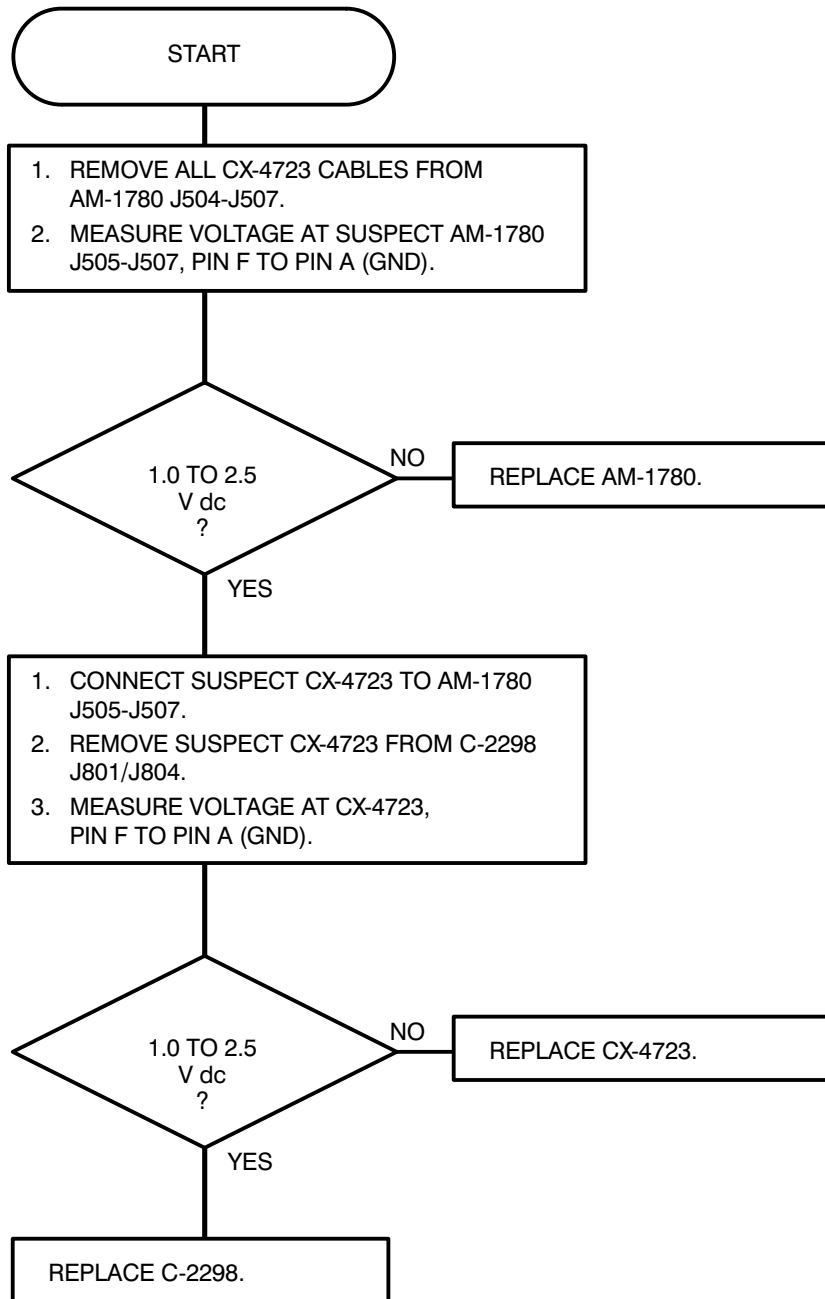 START
1. REMOVE ALL CX-4723 CABLES FROM
AM-1780 J504-J507.
2. MEASURE VOLTAGE AT SUSPECT AM-1780
J505-J507, PIN F TO PIN A (GND).
1.0 TO 2.5
V dc
?
NO
REPLACE AM-1780.
YES
1. CONNECT SUSPECT CX-4723 TO AM-1780
J505-J507.
2. REMOVE SUSPECT CX-4723 FROM C-2298
J801/J804.
3. MEASURE VOLTAGE AT CX-4723,
PIN F TO PIN A (GND).
1.0 TO 2.5
V dc
?
NO
REPLACE CX-4723.
YES
REPLACE C-2298.